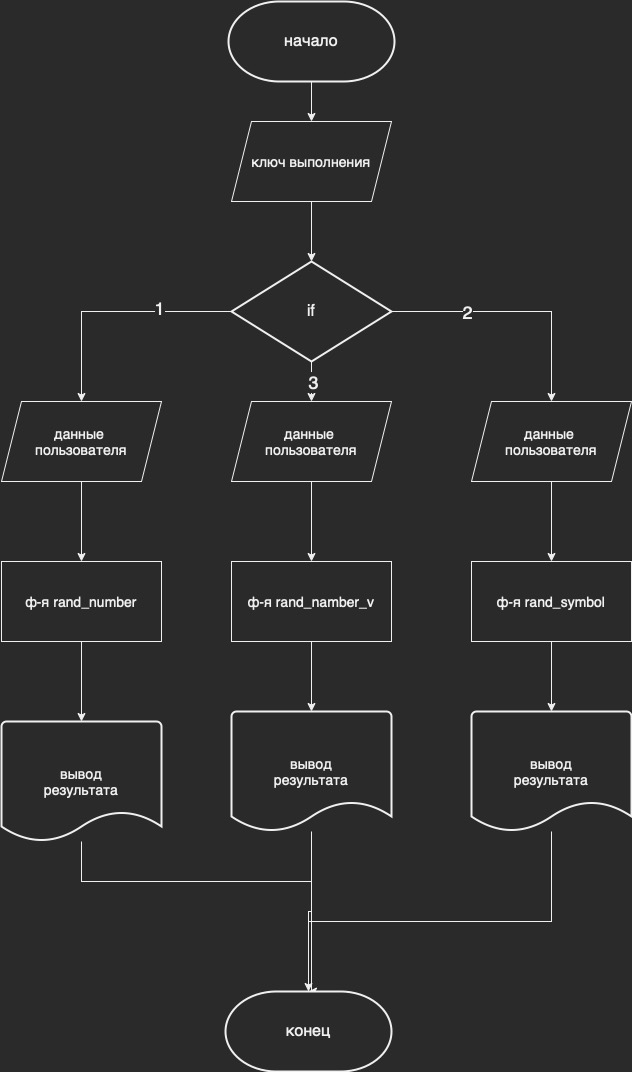 начало
ключ выполнения
if
1
2
3
данные
пользователя
данные
пользователя
данные
пользователя
ф-я rand_number
ф-я rand_namber_v
ф-я rand_symbol
вывод
результата
вывод
результата
вывод
результата
конец